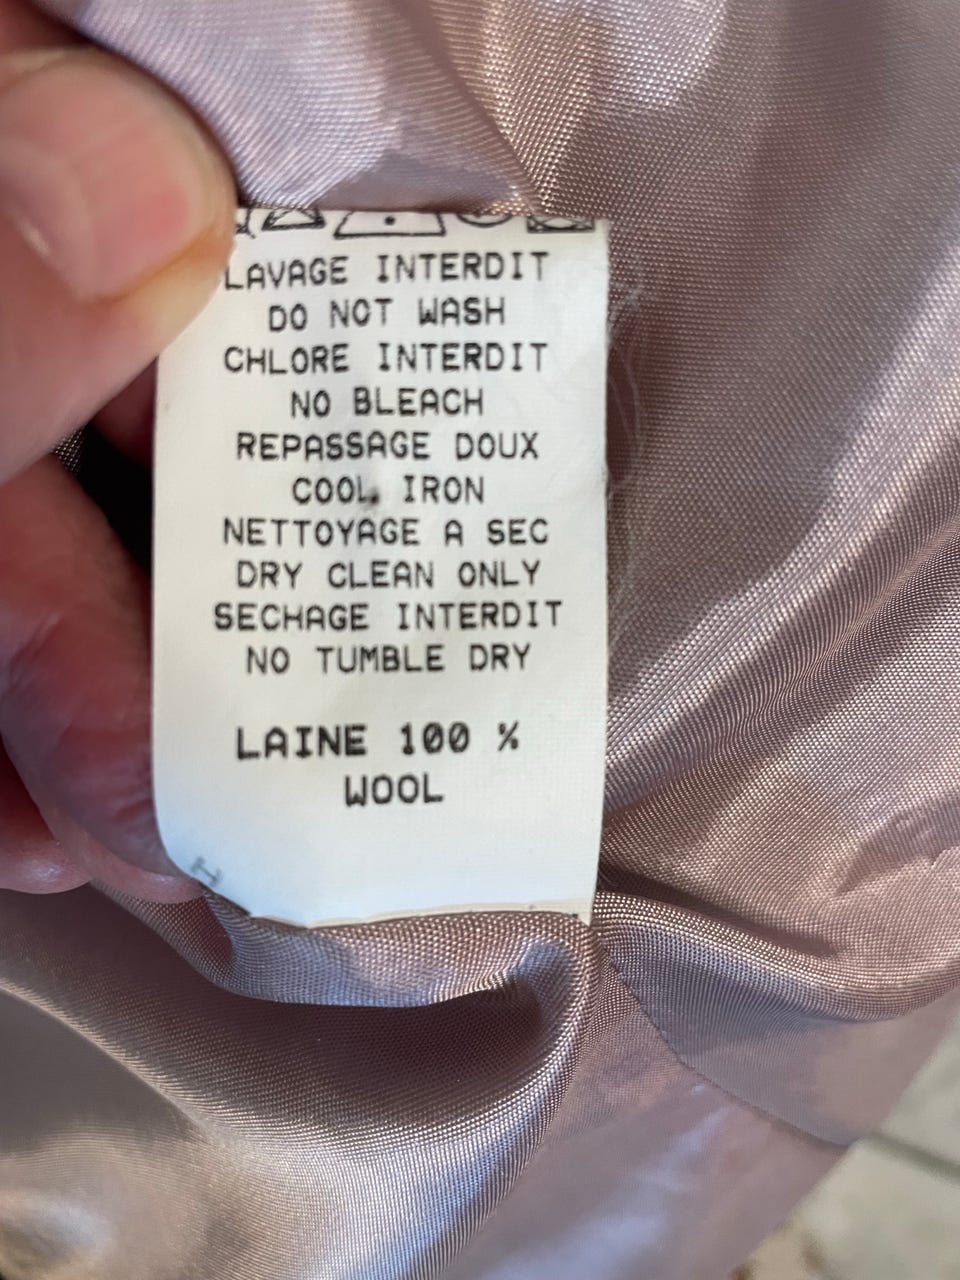 LAVAGE INTERDIT
DO NOT WASH
CHLORE INTERDIT
NO BLEACH
REPASSAGE DOUX
COOL IRON
NETTOYAGE A SEC
DRY CLEAN ONLY
SECHAGE INTERDIT
NO TUMBLE DRY
LAINE 100 %
WOOL